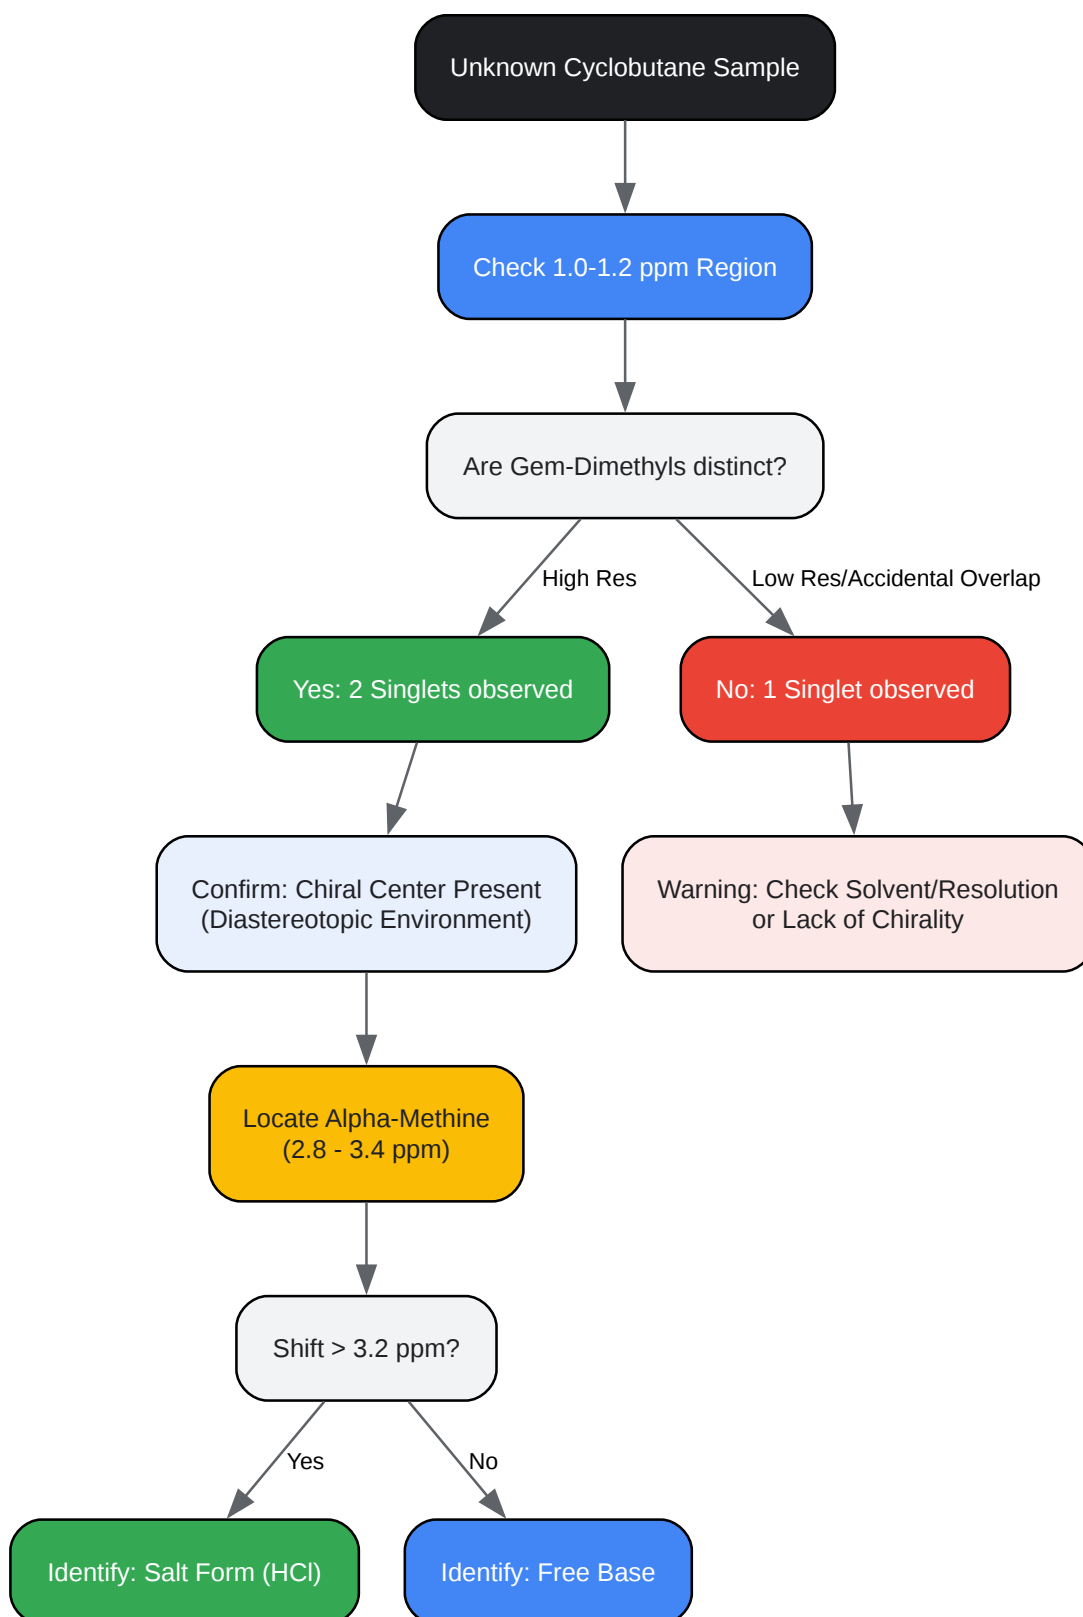 Unknown Cyclobutane Sample
Check 1.0-1.2 ppm Region
Are Gem-Dimethyls distinct?
High Res
Low Res/Accidental Overlap
Yes: 2 Singlets observed
No: 1 Singlet observed
Confirm: Chiral Center Present
(Diastereotopic Environment)
Warning: Check Solvent/Resolution
or Lack of Chirality
Locate Alpha-Methine
(2.8 - 3.4 ppm)
Shift > 3.2 ppm?
Yes
No
Identify: Salt Form (HCl)
Identify: Free Base